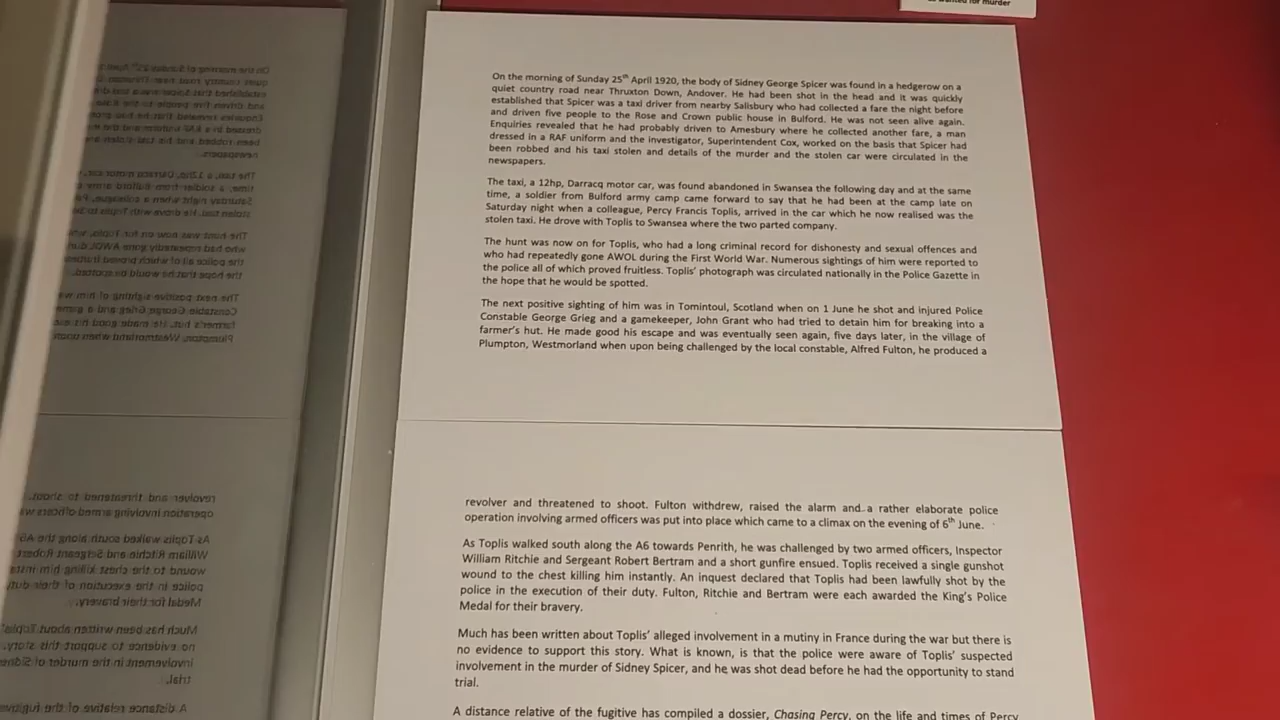 wanted for murder
On the morning of Sunday 25th April 1920, the body of Sidney George Spicer was found in a hedgerow on a
quiet country road near Thruxton Down, Andover. He had been shot in the head and it was quickly
established that Spicer was a taxi driver from nearby Salisbury who had collected a fare the night before
and driven five people to the Rose and Crown public house in Bulford. He was not seen alive again.
Enquiries revealed that he had probably driven to Amesbury where he collected another fare, a man
dressed in a RAF uniform and the investigator, Superintendent Cox, worked on the basis that Spicer had
been robbed and his taxi stolen and details of the murder and the stolen car were circulated in the
newspapers.
The taxi, a 12hp, Darracq motor car, was found abandoned in Swansea the following day and at the same
time, a soldier from Bulford army camp came forward to say that he had been at the camp late on
Saturday night when a colleague, Percy Francis Toplis, arrived in the car which he now realised was the
stolen taxi. He drove with Toplis to Swansea where the two parted company.
The hunt was now on for Toplis, who had a long criminal record for dishonesty and sexual offences and
who had repeatedly gone AWOL during the First World War. Numerous sightings of him were reported to
the police all of which proved fruitless. Toplis' photograph was circulated nationally in the Police Gazette in
the hope that he would be spotted.
The next positive sighting of him was in Tomintoul, Scotland when on 1 June he shot and injured Police
Constable George Grieg and a gamekeeper, John Grant who had tried to detain him for breaking into a
farmer's hut. He made good his escape and was eventually seen again, five days later, in the village of
Plumpton, Westmorland when upon being challenged by the local constable, Alfred Fulton, he produced a
revolver and threatened to shoot. Fulton withdrew, raised the alarm and a rather elaborate police
operation involving armed officers was put into place which came to a climax on the evening of 6th June.
As Toplis walked south along the A6 towards Penrith, he was challenged by two armed officers, Inspector
William Ritchie and Sergeant Robert Bertram and a short gunfire ensued. Toplis received a single gunshot
wound to the chest killing him instantly. An inquest declared that Toplis had been lawfully shot by the
police in the execution of their duty. Fulton, Ritchie and Bertram were each awarded the King's Police
Medal for their bravery.
Much has been written about Toplis' alleged involvement in a mutiny in France during the war but there is
no evidence to support this story. What is known, is that the police were aware of Toplis' suspected
involvement in the murder of Sidney Spicer, and he was shot dead before he had the opportunity to stand
trial.
A distance relative of the fugitive has compiled a dossier, Chasing Percy, on the life and times of Percy